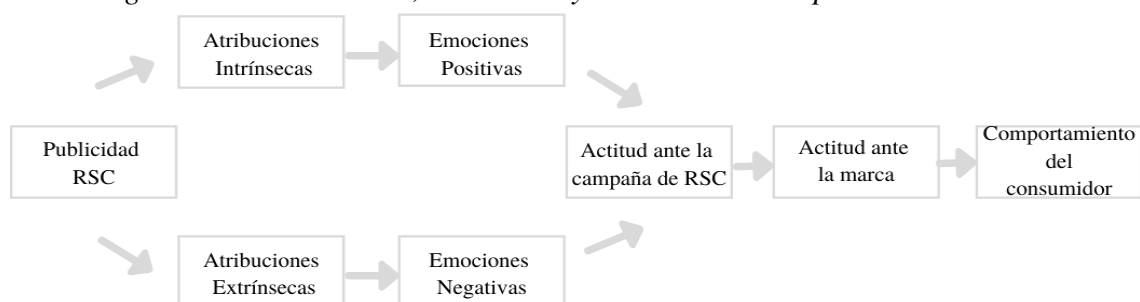 Atribuciones
Intrínsecas
Emociones
Positivas
Publicidad
RSC
Actitud ante la
campaña de RSC
Actitud ante
la marca
Comportamiento
del
consumidor
Atribuciones
Extrínsecas
Emociones
Negativas